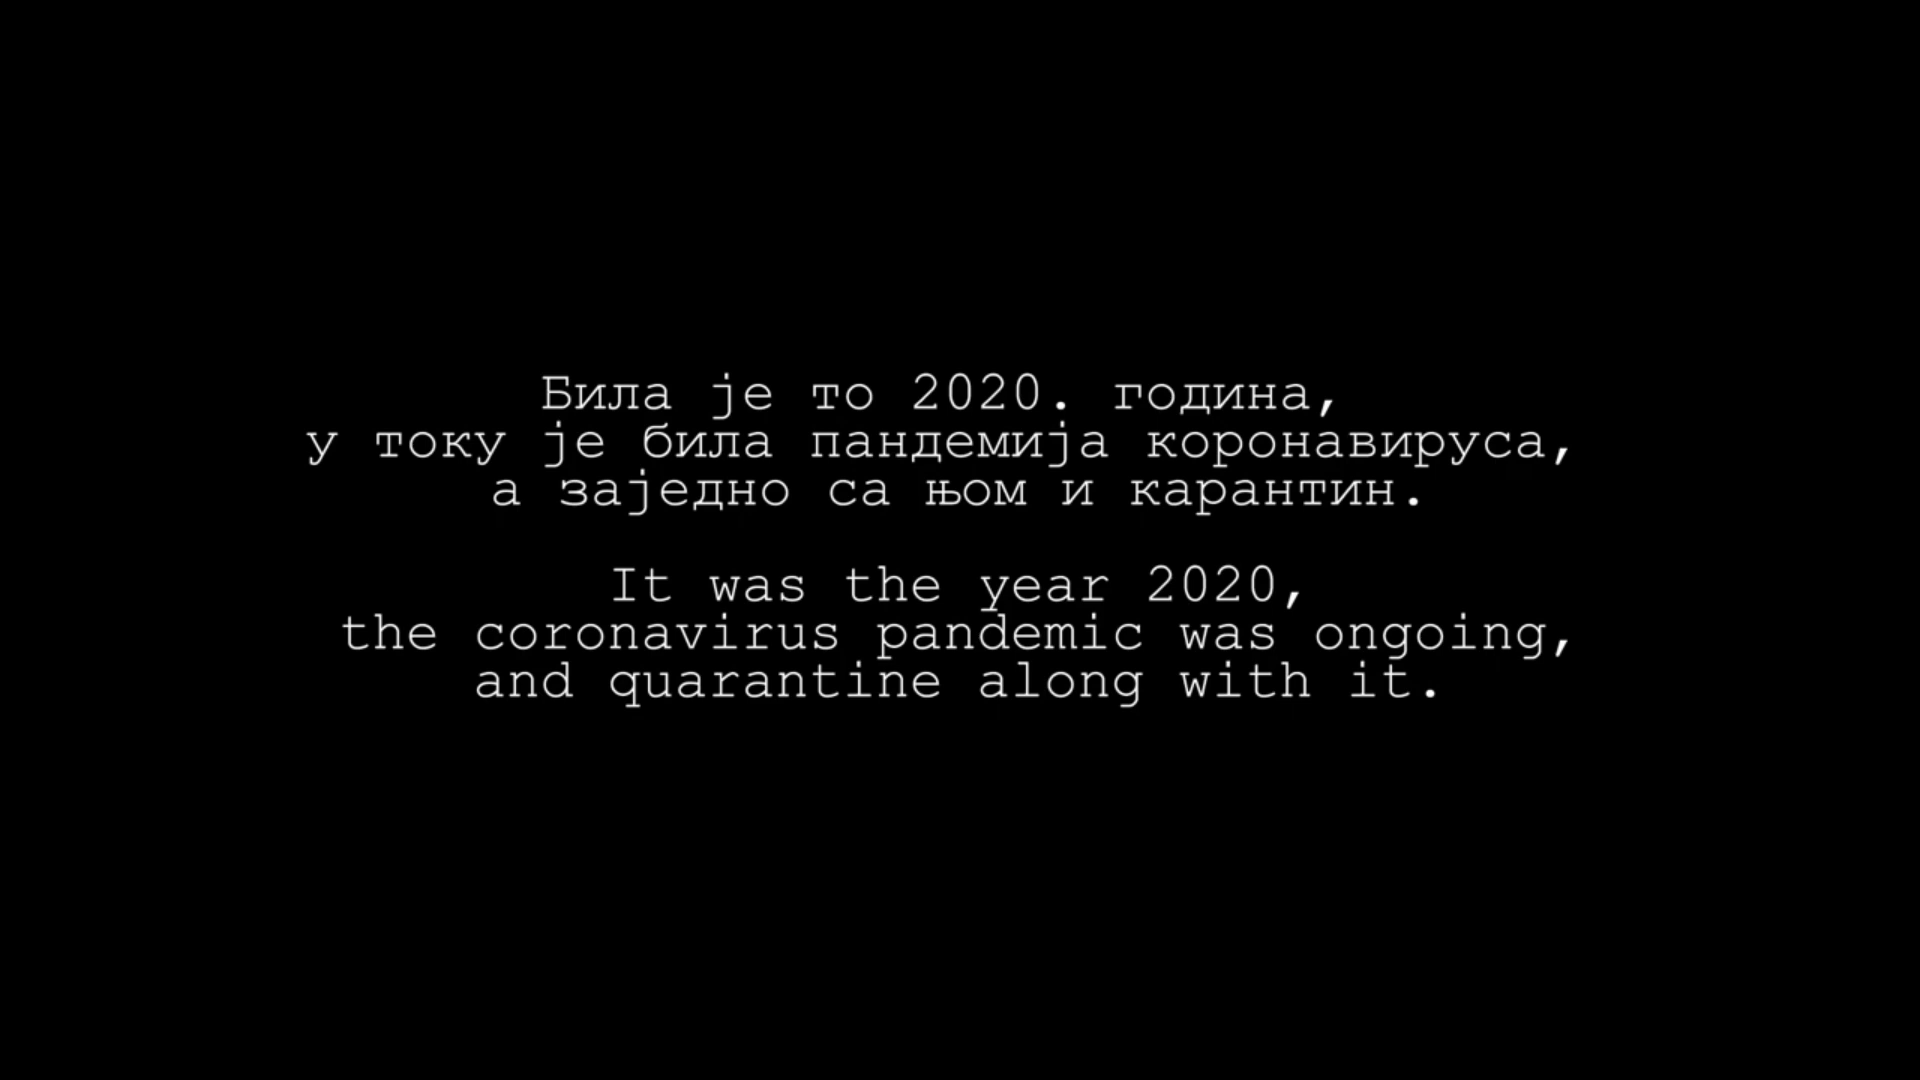 Била је то 2020. година,
у току је била пандемија коронавируса,
а заједно са њом и карантин.
It was the year 2020,
the coronavirus pandemic was ongoing,
and quarantine along with it.